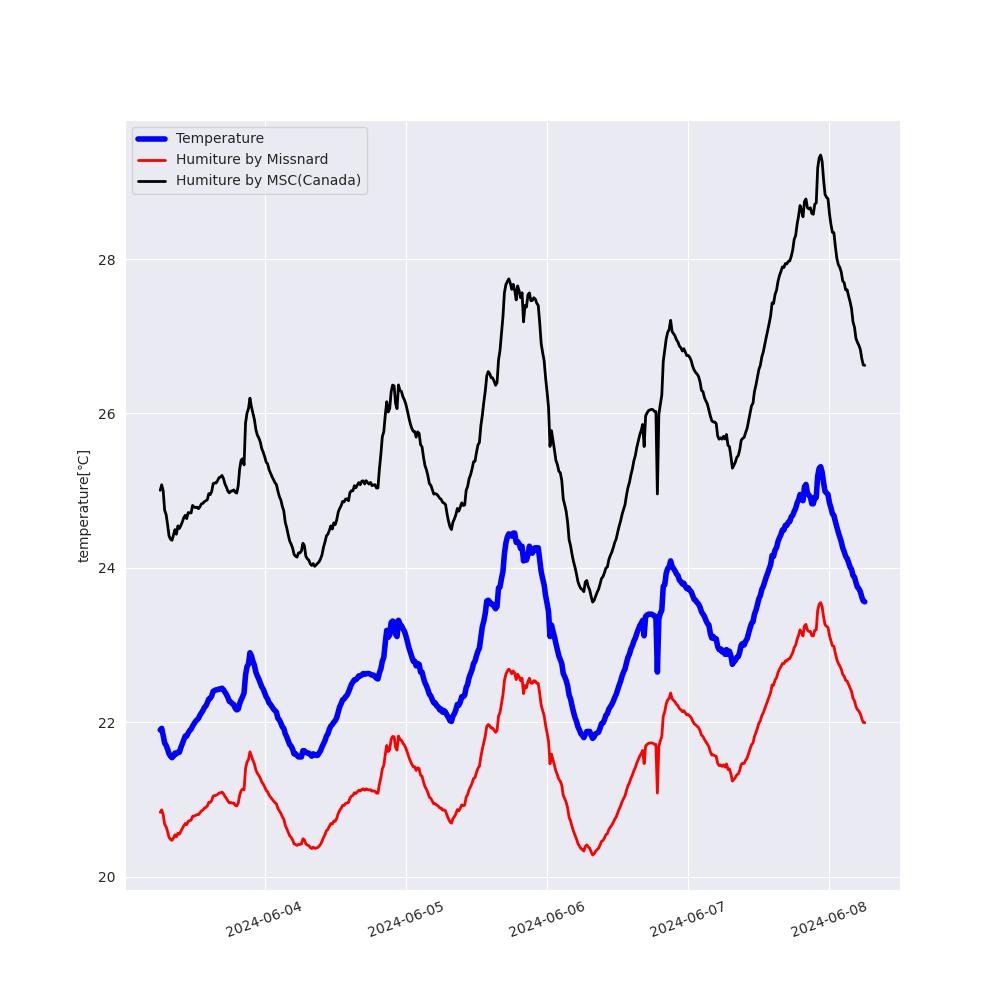 Temperature
Humiture by Missnard
Humiture by MSC(Canada)
28
26
24
22
20
temperature[℃]
2024-06-04
2024-06-05
2024-06-06
2024-06-07
2024-06-08